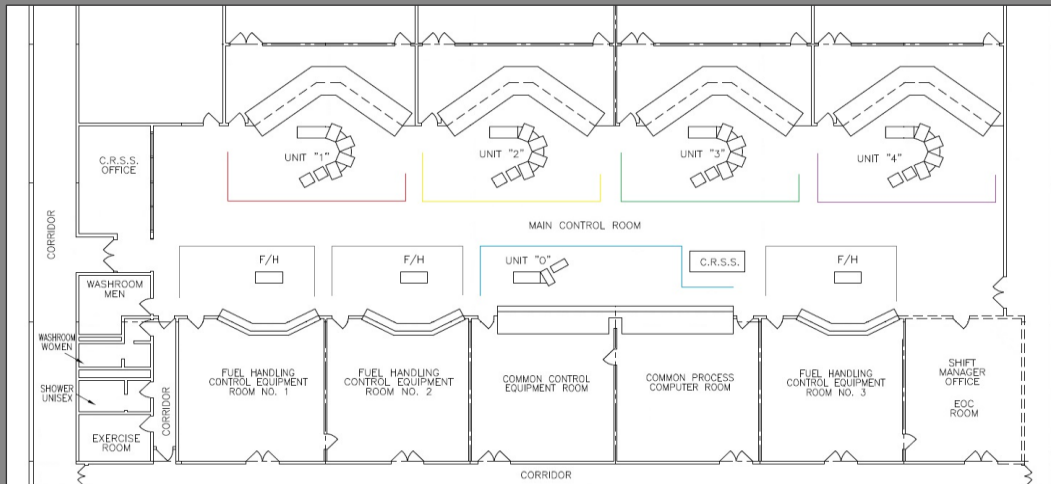 C.R.S.S.
OFFICE
UNIT "1"
UNIT "2"
UNIT "3"
UNIT "4"
CORRIDOR
MAIN CONTROL ROOM
F/H
F/H
UNIT "0"
C.R.S.S.
F/H
WASHROOM
MEN
WASHROOM
WOMEN
SHOWER
UNISEX
EXERCISE
ROOM
CORRIDOR
FUEL HANDLING
CONTROL EQUIPMENT
ROOM NO. 1
FUEL HANDLING
CONTROL EQUIPMENT
ROOM NO. 2
COMMON CONTROL
EQUIPMENT ROOM
COMMON PROCESS
COMPUTER ROOM
FUEL HANDLING
CONTROL EQUIPMENT
ROOM NO. 3
SHIFT
MANAGER
OFFICE
EOC
ROOM
CORRIDOR